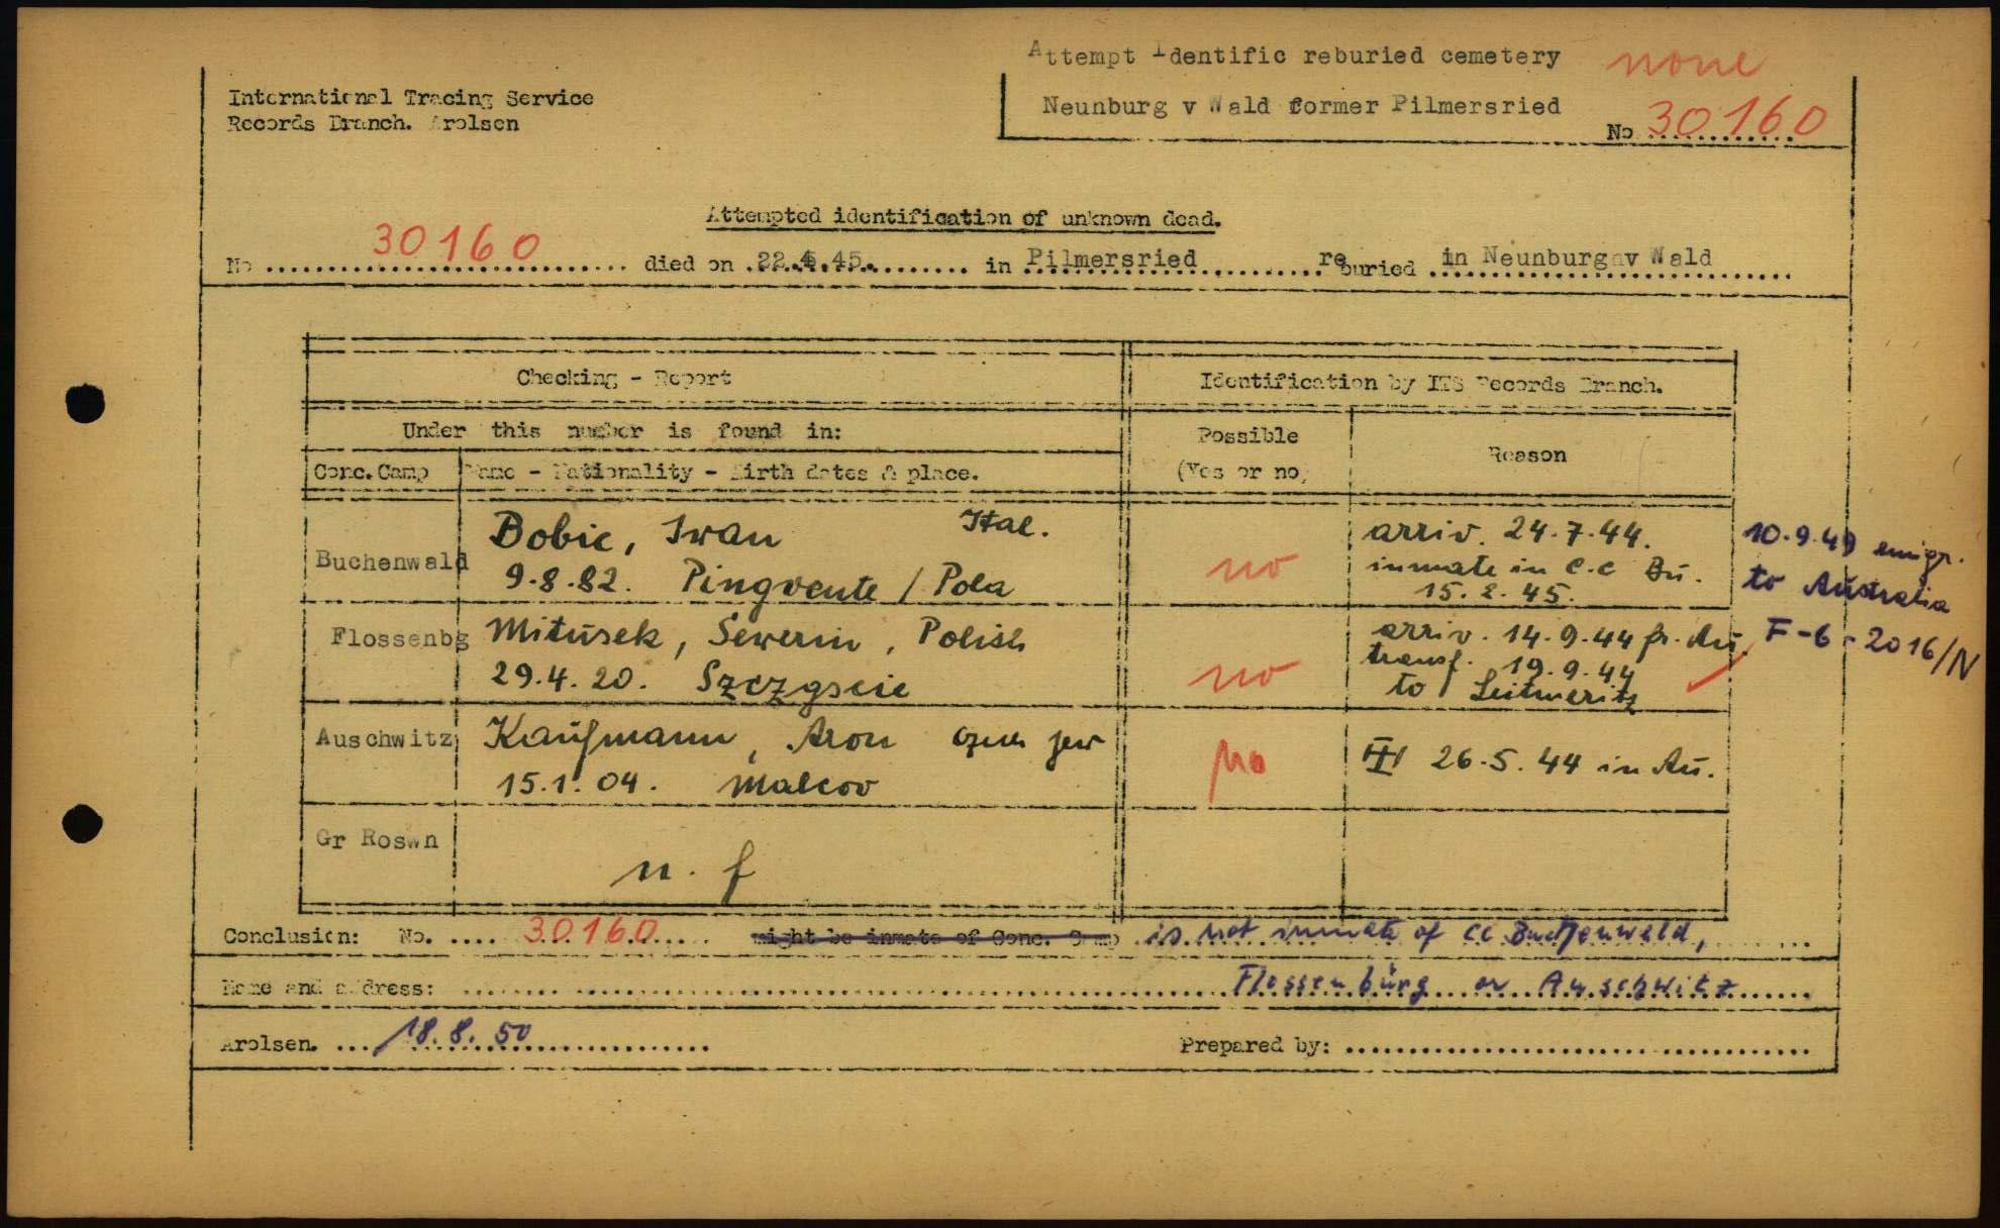 Attempt Identific reburied cemetery none
Neunburg v Wald former Pilmersried
No 30160
International Tracing Service
Records Branch. Arolsen
Attempted identification of unknown dead.
No 30160 died on 22.4.45. in Pilmersried reburied in Neunburg v Wald
Checking - Report
Identification by ITS Records Branch.
Under this number is found in:
Possible
(Yes or no)
Reason
Conc. Camp
Name - Nationality - Birth dates & place.
Buchenwald
Bobic, Iwan Ital.
9.8.82. Pingvente / Pola
no
arriv. 24.7.44.
inmate in C.C Bu.
15.2.45.
Flossenbg
Mitusek, Sewerin, Polish
29.4.20.
no
arriv. 14.9.44 fr. Au.
transf. 19.9.44
to Leitmeritz
10.9.49 emigr.
to Australia
F-6-2016/N
Auschwitz
Kaufmann, Aron jew
15.1.04. Malcov
no
26.5.44 in Au.
Gr Roswn
n. f
Conclusion: No. 30160 might be inmate of Conc. Camp is not inmate of CC Buchenwald,
Name and address: Flossenbürg or Auschwitz
Arolsen. 18.8.50
Prepared by: